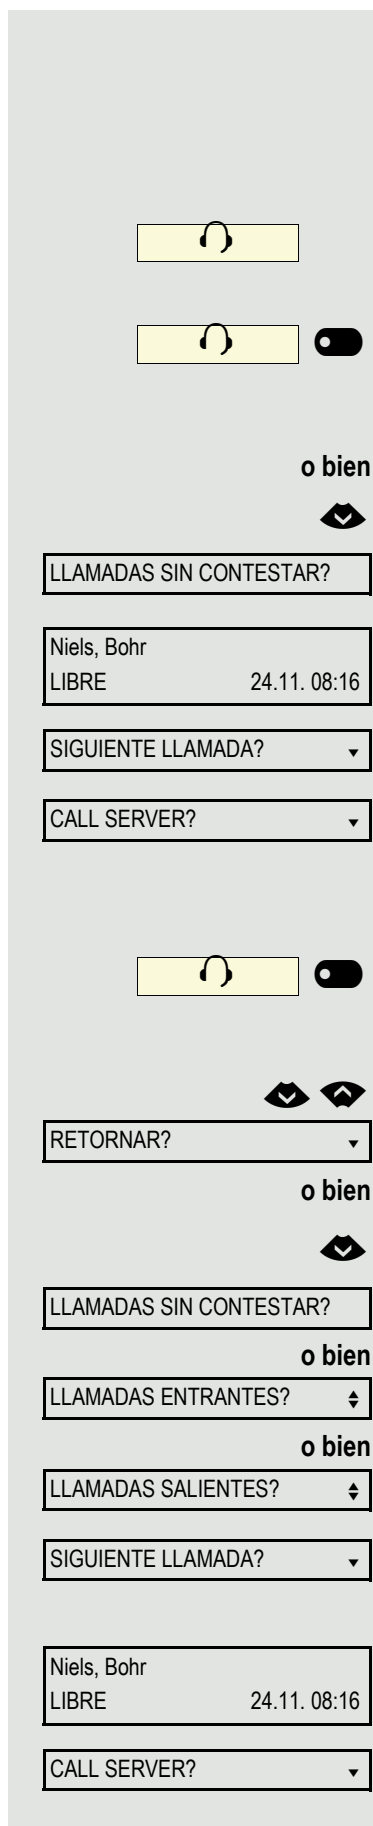 o bien
LLAMADAS SIN CONTESTAR?
Niels, Bohr
LIBRE 24.11. 08:16
SIGUIENTE LLAMADA?
CALL SERVER?
RETORNAR?
o bien
LLAMADAS SIN CONTESTAR?
o bien
LLAMADAS ENTRANTES?
o bien
LLAMADAS SALIENTES?
SIGUIENTE LLAMADA?
Niels, Bohr
LIBRE 24.11. 08:16
CALL SERVER?